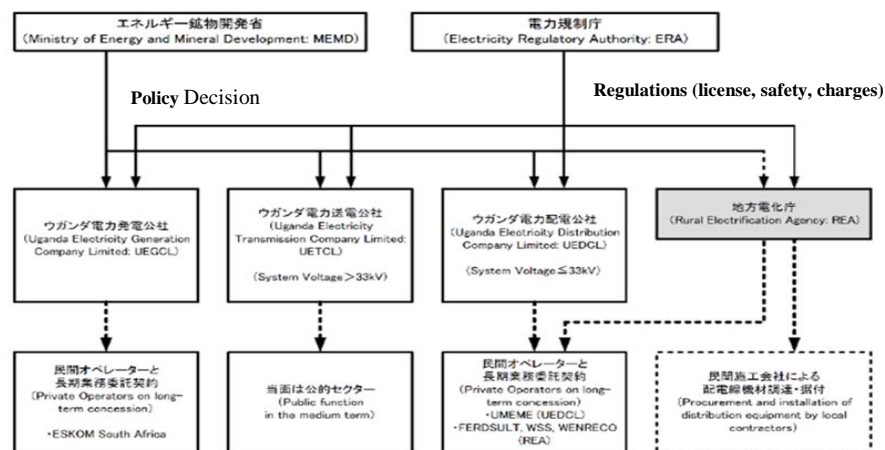 エネルギー鉱物開発省
(Ministry of Energy and Mineral Development: MEMD)
電力規制庁
(Electricity Regulatory Authority: ERA)
Policy Decision
Regulations (license, safety, charges)
ウガンダ電力発電公社
(Uganda Electricity Generation
Company Limited: UEGCL)
ウガンダ電力送電公社
(Uganda Electricity
Transmission Company Limited:
UETCL)
(System Voltage>33kV)
ウガンダ電力配電公社
(Uganda Electricity Distribution
Company Limited: UEDCL)
(System Voltage≦33kV)
地方電化庁
(Rural Electrification Agency: REA)
民間オペレーターと
長期業務委託契約
(Private Operators on long-
term concession)
・ESKOM South Africa
当面は公的セクター
(Public function
in the medium term)
民間オペレーターと
長期業務委託契約
(Private Operators on long-
term concession)
・UMEME (UEDCL)
・FERDSULT, WSS, WENRECO
(REA)
民間施工会社による
配電線機材調達・据付
(Procurement and installation of
distribution equipment by local
contractors)